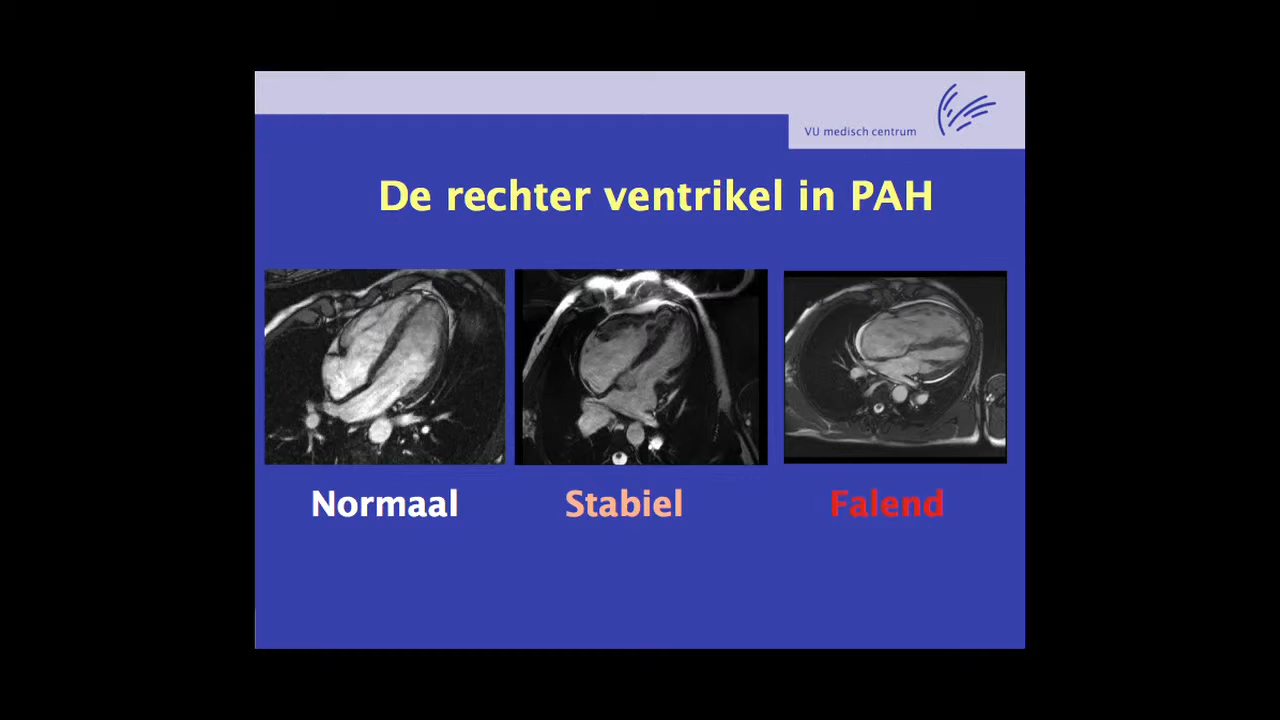 VU medisch centrum
De rechter ventrikel in PAH
Normaal
Stabiel
Falend